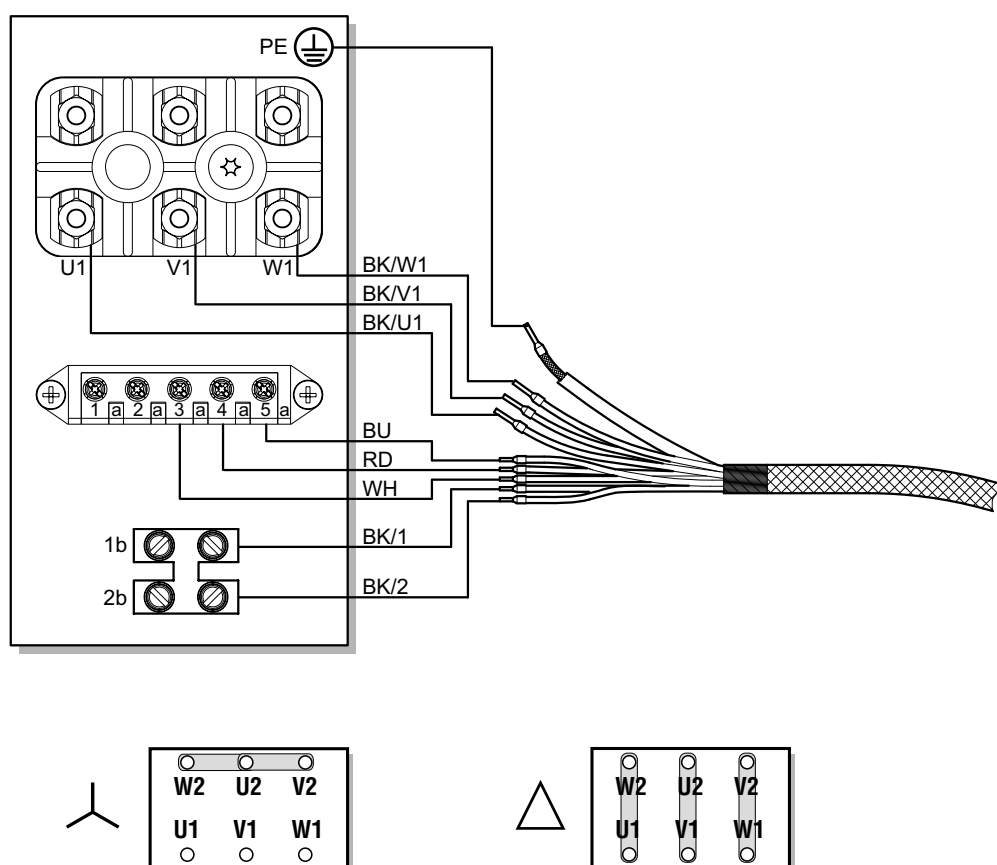 PE
U1 V1 W1
BK/W1
BK/V1
BK/U1
1 a 2 a 3 a 4 a 5 a
BU
RD
WH
1b
BK/1
2b
BK/2
W2 U2 V2
U1 V1 W1
W2 U2 V2
U1 V1 W1